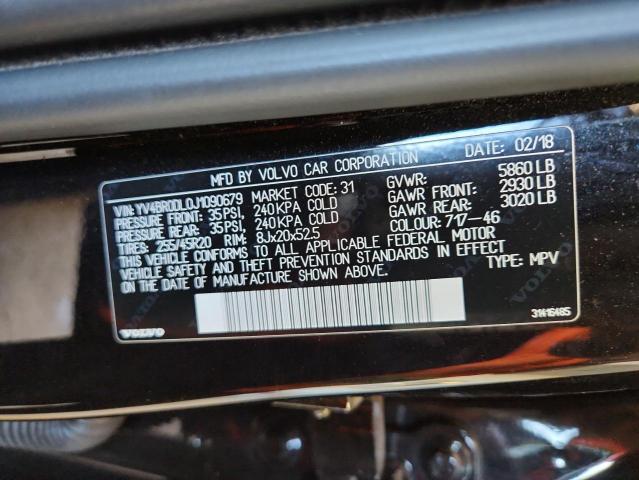 MFD BY VOLVO CAR CORPORATION DATE: 02/18
VIN: YV4BR0DL0J1090679 MARKET CODE: 31 GVWR: 5860 LB
PRESSURE FRONT: 35 PSI, 240 KPA COLD GAWR FRONT: 2930 LB
PRESSURE REAR: 35 PSI, 240 KPA COLD GAWR REAR: 3020 LB
TIRES: 255/45R20 RIM: 8Jx20x52.5 COLOUR: 717-46
THIS VEHICLE CONFORMS TO ALL APPLICABLE FEDERAL MOTOR
VEHICLE SAFETY AND THEFT PREVENTION STANDARDS IN EFFECT
ON THE DATE OF MANUFACTURE SHOWN ABOVE. TYPE: MPV
VOLVO
31416485